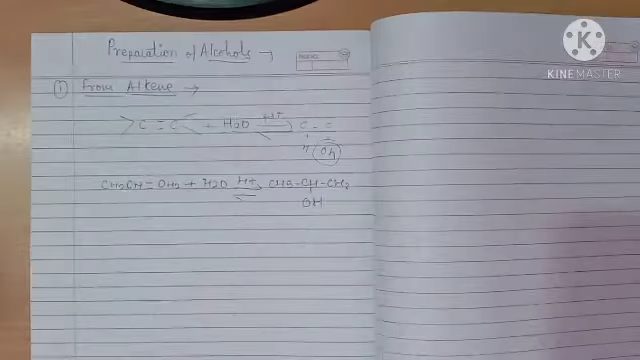 Preparation of Alcohols →
KINEMASTER
① From Alkene →
>C = C< + H2O H+ C - C
H OH
CH3CH = CH2 + H2O H+ CH3-CH-CH3
OH